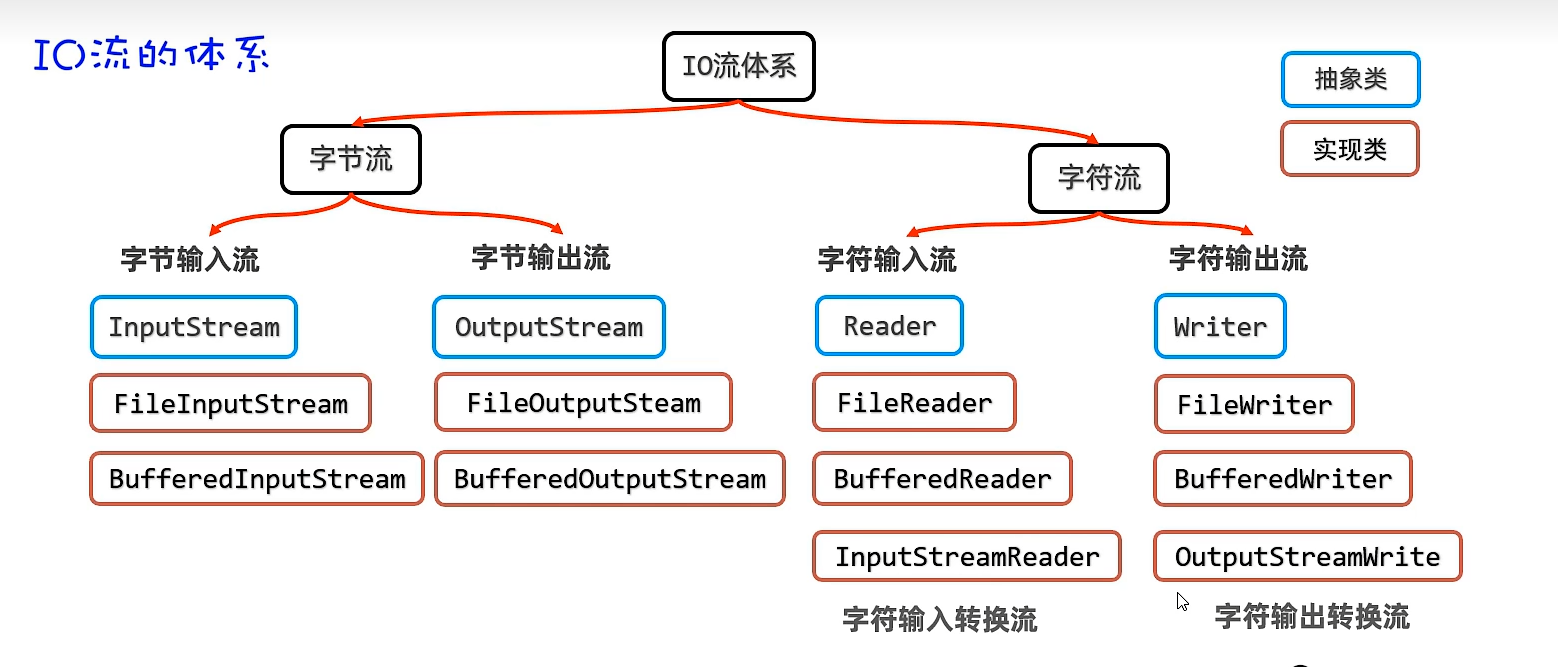 IO流的体系
IO流体系
抽象类
实现类
字节流
字符流
字节输入流
字节输出流
字符输入流
字符输出流
InputStream
OutputStream
Reader
Writer
FileInputStream
FileOutputSteam
FileReader
FileWriter
BufferedInputStream
BufferedOutputStream
BufferedReader
BufferedWriter
InputStreamReader
OutputStreamWrite
字符输入转换流
字符输出转换流